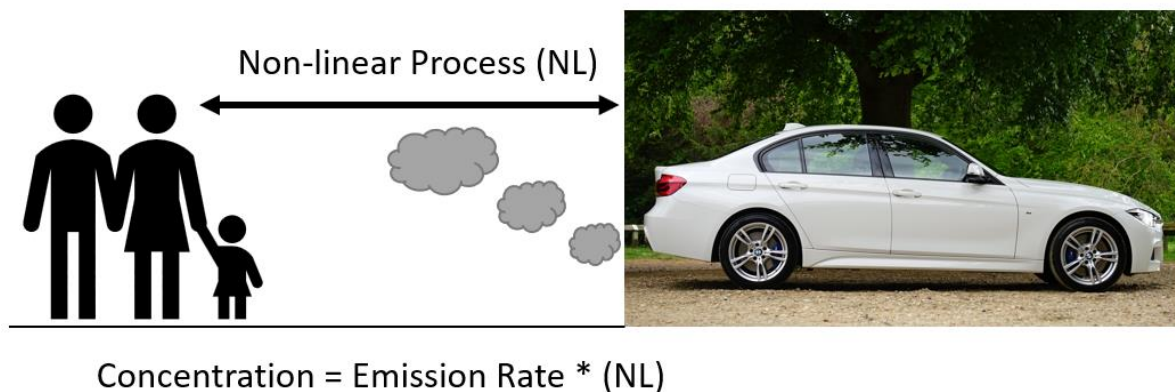 Non-linear Process (NL)
Concentration = Emission Rate * (NL)